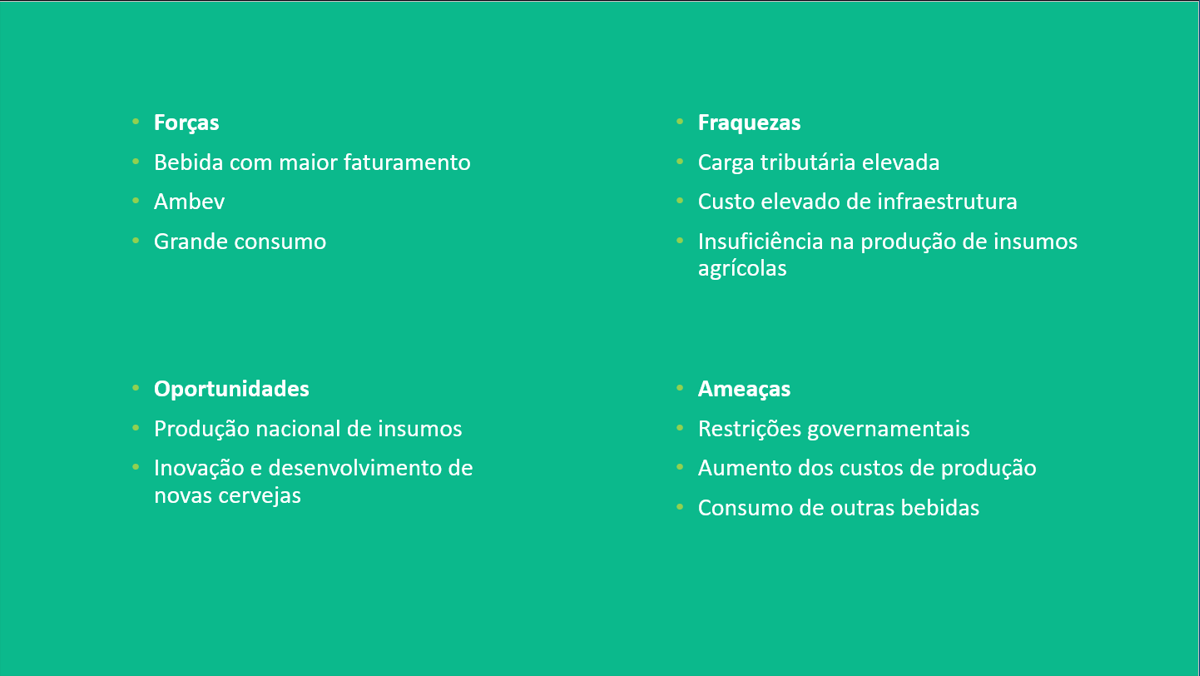 Forças
Bebida com maior faturamento
Ambev
Grande consumo
Fraquezas
Carga tributária elevada
Custo elevado de infraestrutura
Insuficiência na produção de insumos
agrícolas
Oportunidades
Produção nacional de insumos
Inovação e desenvolvimento de
novas cervejas
Ameaças
Restrições governamentais
Aumento dos custos de produção
Consumo de outras bebidas